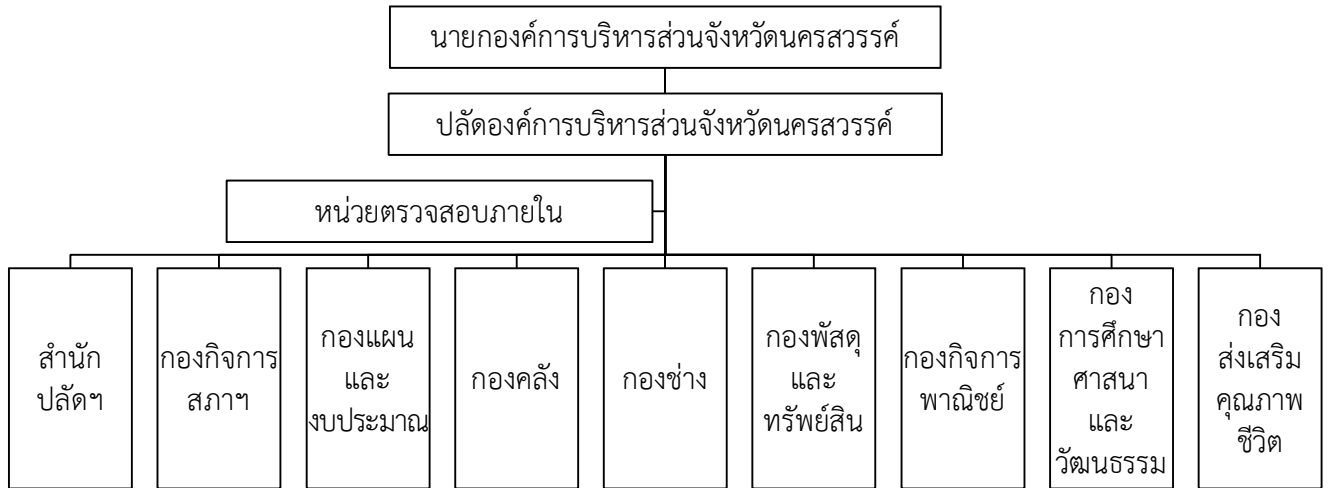 นายกองค์การบริหารส่วนจังหวัดนครสวรรค์
ปลัดองค์การบริหารส่วนจังหวัดนครสวรรค์
หน่วยตรวจสอบภายใน
สำนัก
ปลัดฯ
กองกิจการ
สภาฯ
กองแผน
และ
งบประมาณ
กองคลัง
กองช่าง
กองพัสดุ
และ
ทรัพย์สิน
กองกิจการ
พาณิชย์
กอง
การศึกษา
ศาสนา
และ
วัฒนธรรม
กอง
ส่งเสริม
คุณภาพ
ชีวิต